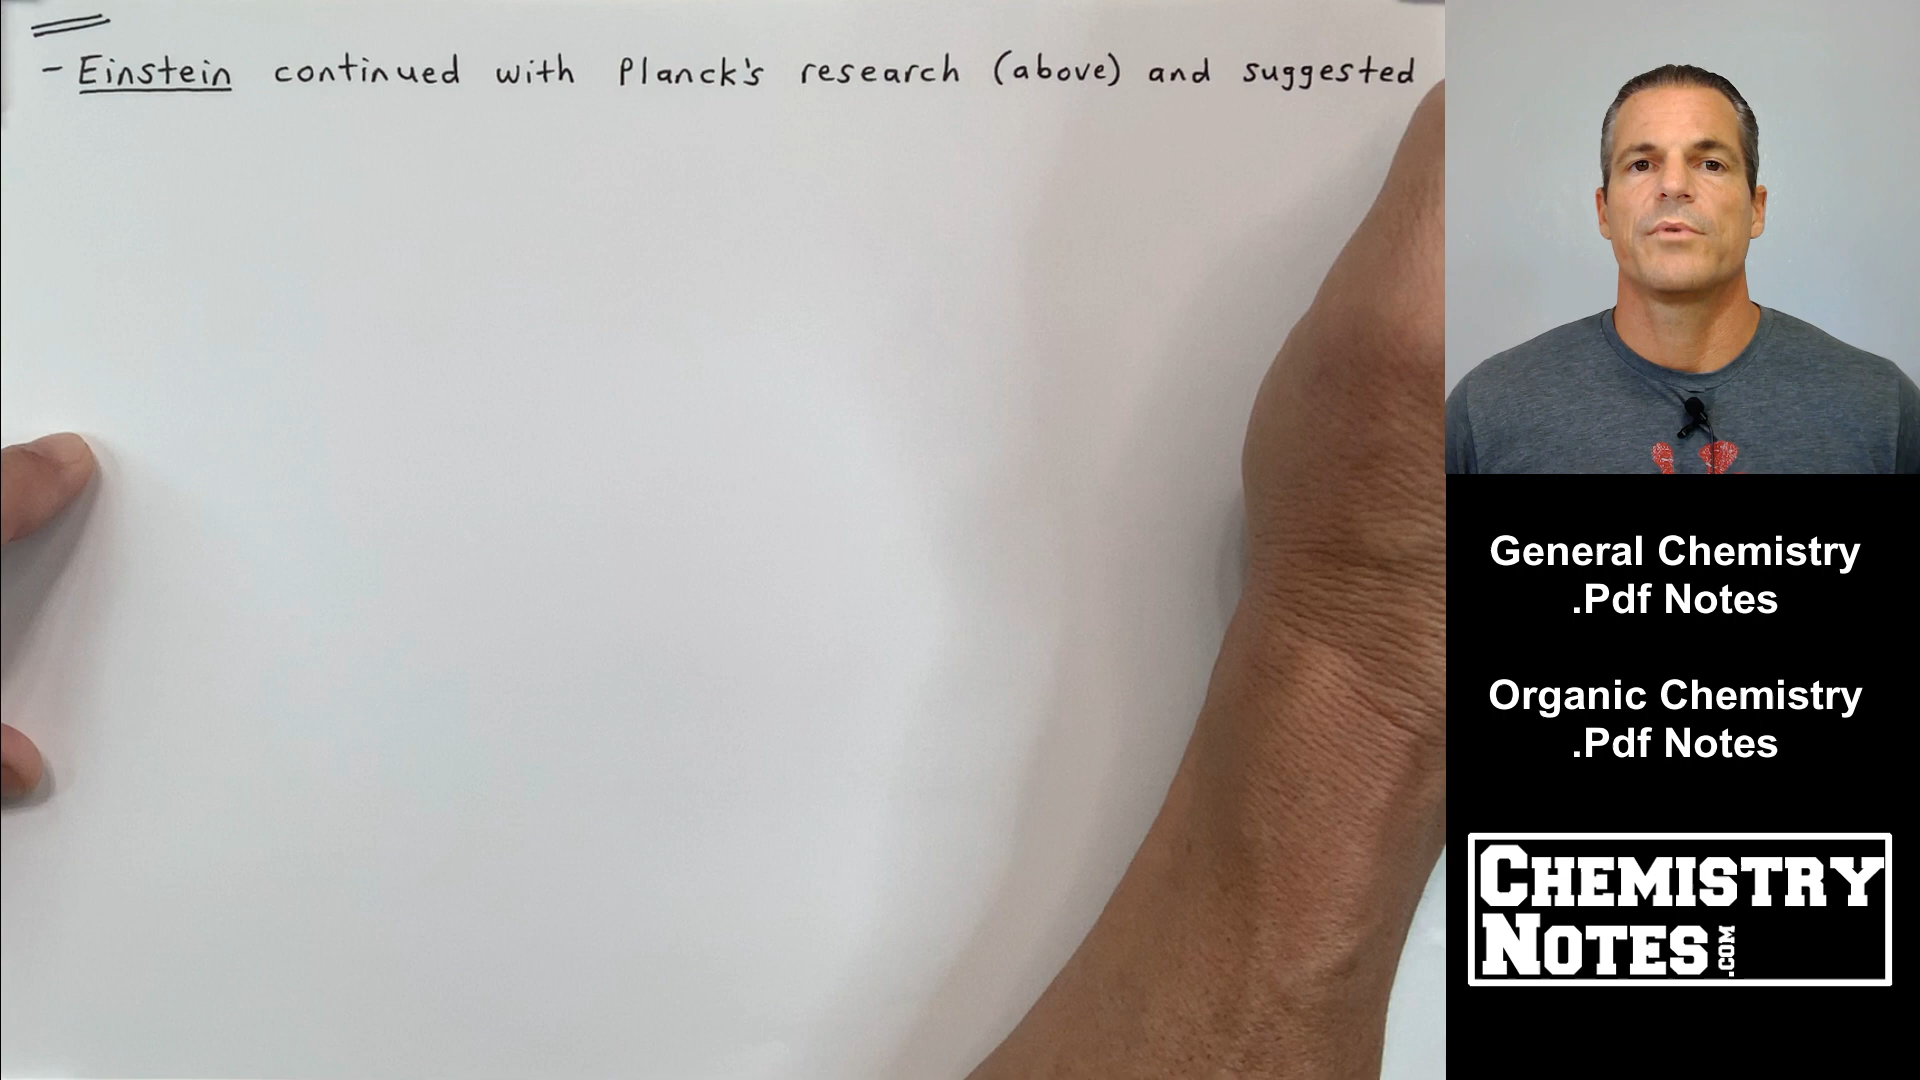 - Einstein continued with Planck's research (above) and suggested
General Chemistry
.Pdf Notes
Organic Chemistry
.Pdf Notes
CHEMISTRY
NOTES.COM